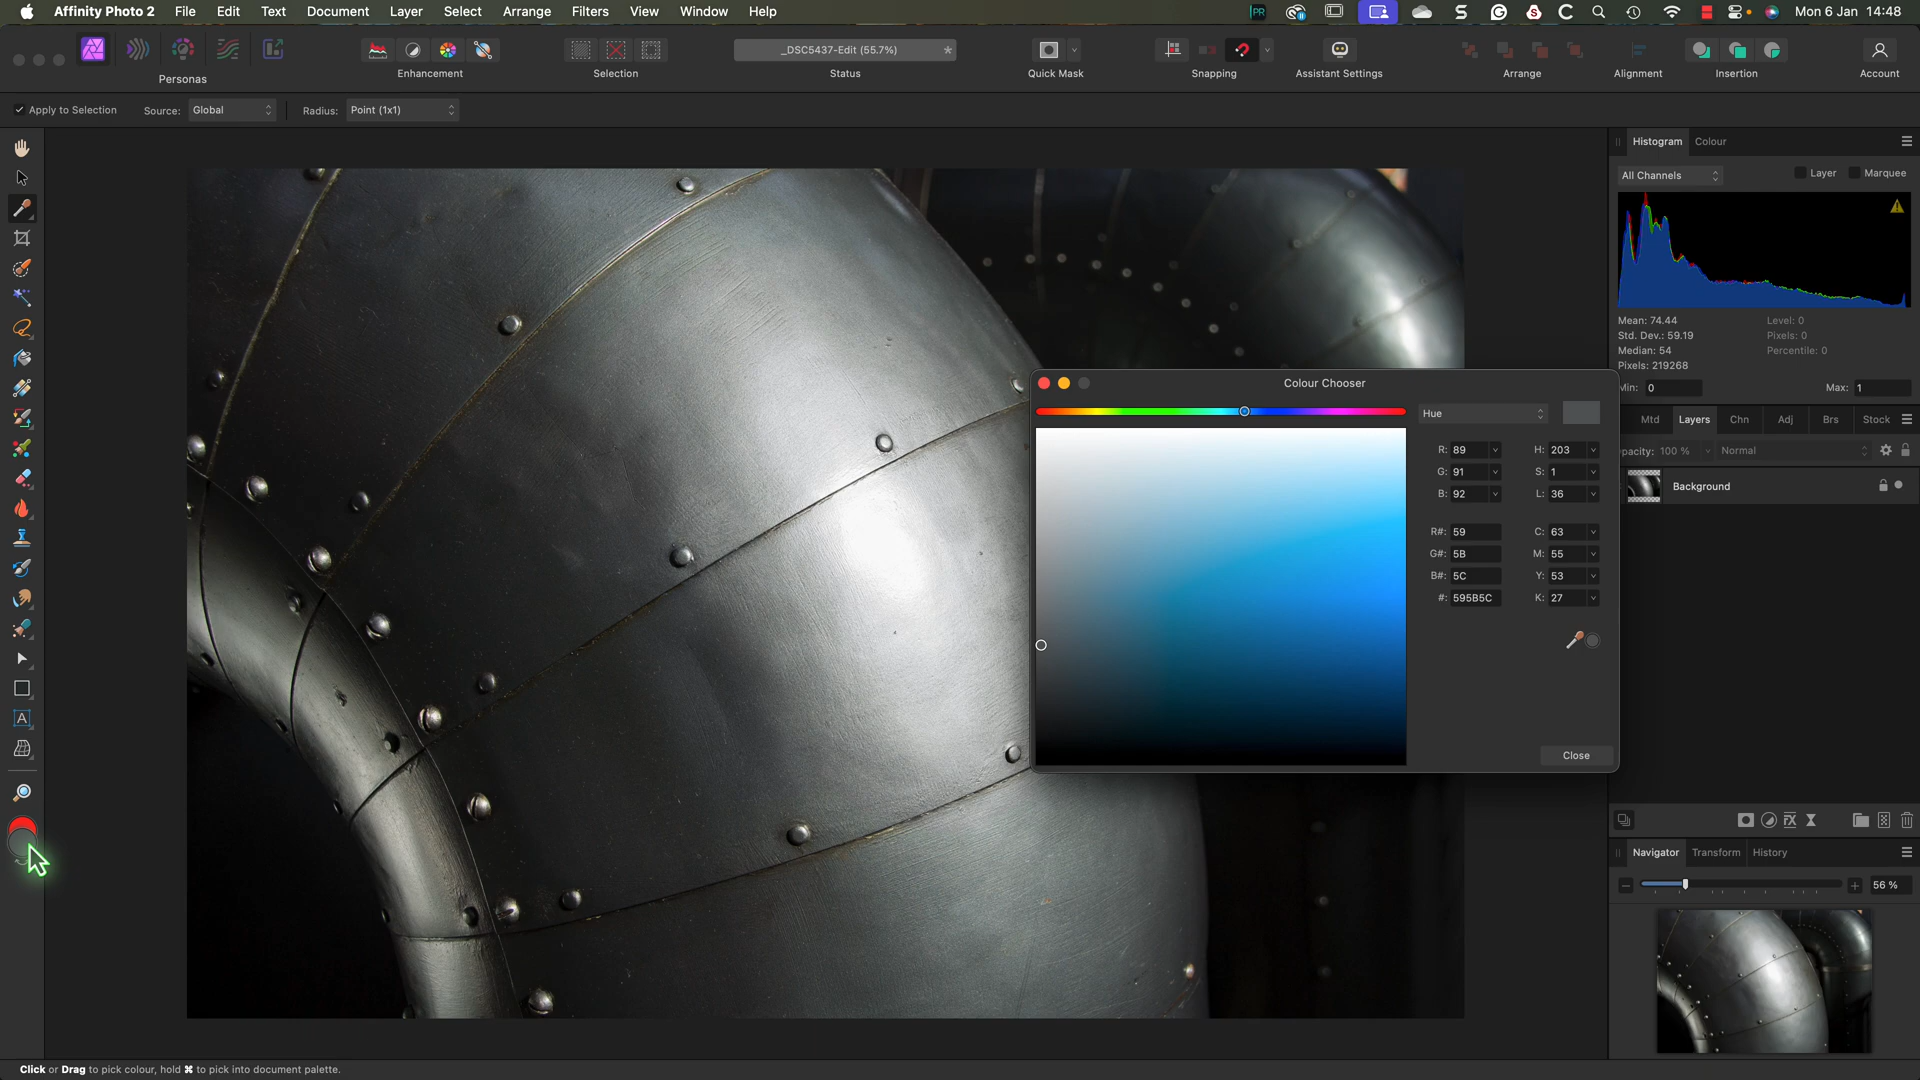 Affinity Photo 2 File Edit Text Document Layer Select Arrange Filters View Window Help Mon 6 Jan 14:48
_DSC5437-Edit (55.7%) *
Personas Enhancement Selection Status Quick Mask Snapping Assistant Settings Arrange Alignment Insertion Account
Apply to Selection Source: Global Radius: Point (1x1)
Histogram Colour
All Channels Layer Marquee
Mean: 74.44 Level: 0
Std. Dev.: 59.19 Pixels: 0
Median: 54 Percentile: 0
Pixels: 219268
Min: 0 Max: 1
Mtd Layers Chn Adj Brs Stock
pacity: 100 % Normal
Background
Colour Chooser
Hue
R: 89 H: 203
G: 91 S: 1
B: 92 L: 36
R#: 59 C: 63
G#: 5B M: 55
B#: 5C Y: 53
#: 595B5C K: 27
Close
Navigator Transform History
56 %
Click or Drag to pick colour, hold ⌘ to pick into document palette.